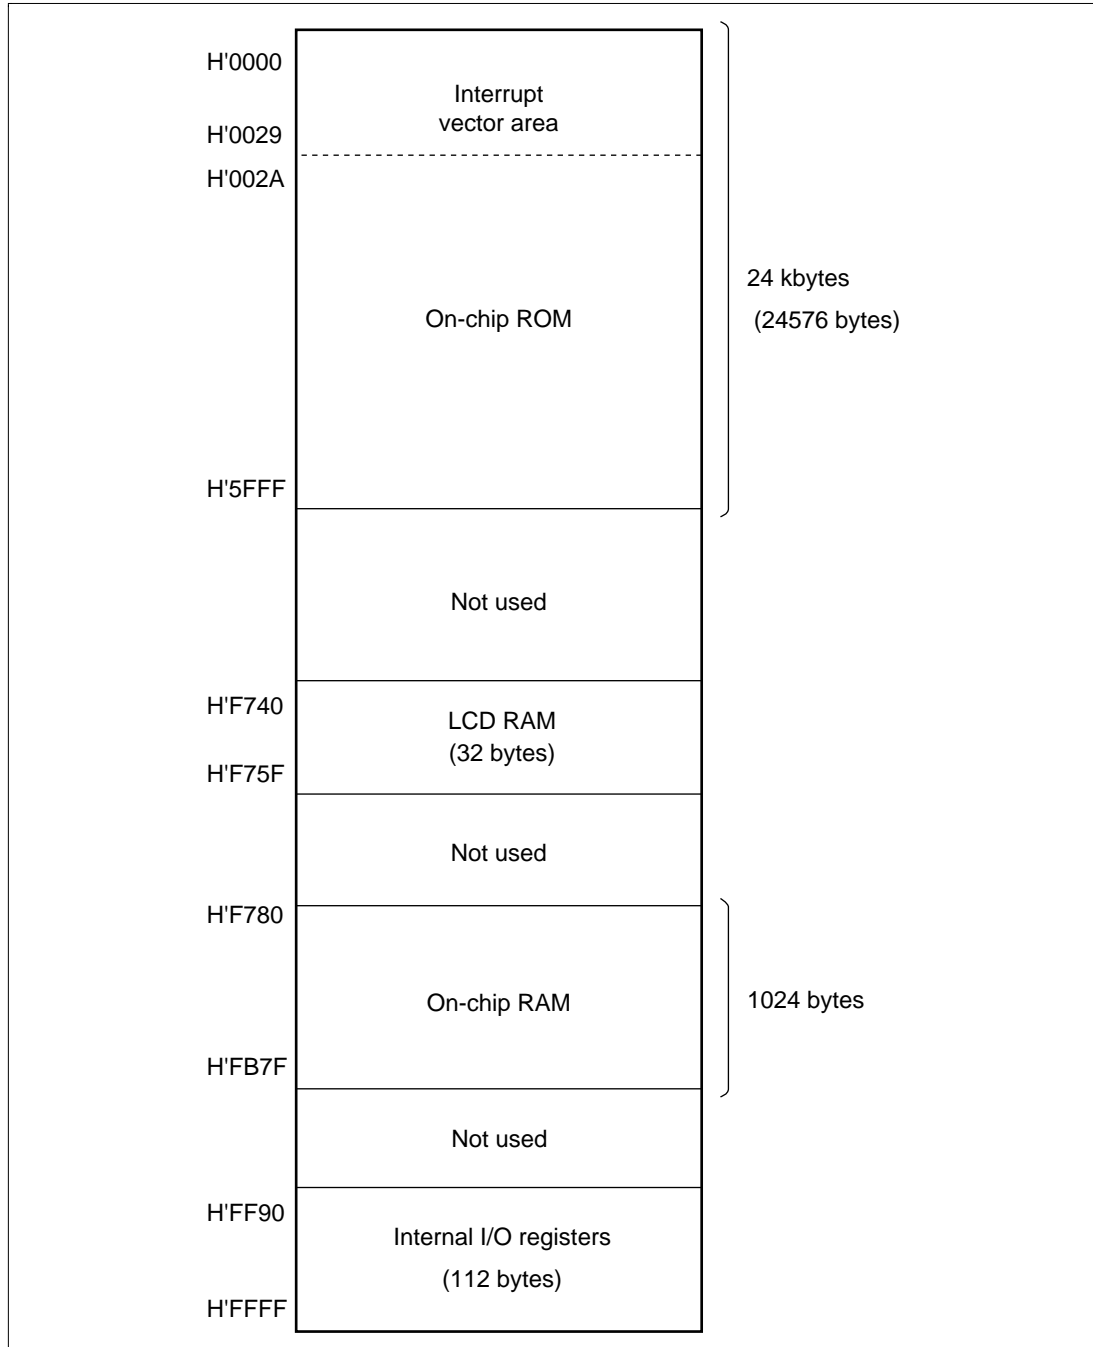 H'0000
Interrupt
vector area
H'0029
H'002A
24 kbytes
(24576 bytes)
On-chip ROM
H'5FFF
Not used
H'F740
LCD RAM
(32 bytes)
H'F75F
Not used
H'F780
On-chip RAM
1024 bytes
H'FB7F
Not used
H'FF90
Internal I/O registers
(112 bytes)
H'FFFF